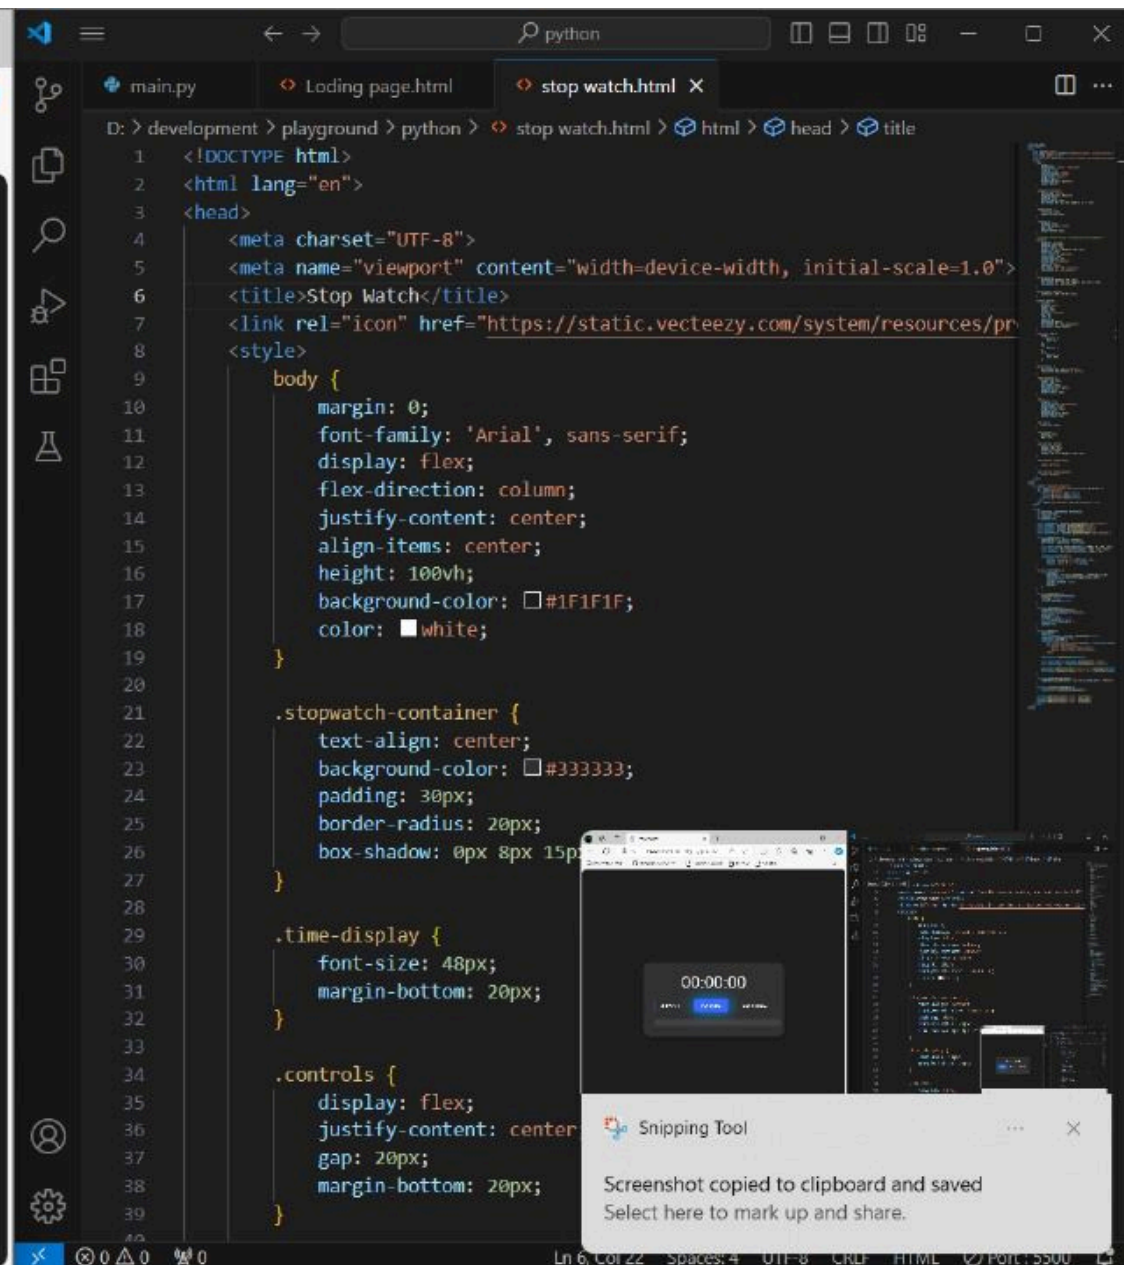 python
main.py
Loding page.html
stop watch.html
D: > development > playground > python > stop watch.html > html > head > title
1 <!DOCTYPE html>
2 <html lang="en">
3 <head>
4 <meta charset="UTF-8">
5 <meta name="viewport" content="width=device-width, initial-scale=1.0">
6 <title>Stop Watch</title>
7 <link rel="icon" href="https://static.vecteezy.com/system/resources/pr
8 <style>
9 body {
10 margin: 0;
11 font-family: 'Arial', sans-serif;
12 display: flex;
13 flex-direction: column;
14 justify-content: center;
15 align-items: center;
16 height: 100vh;
17 background-color: #1F1F1F;
18 color: white;
19 }
20
21 .stopwatch-container {
22 text-align: center;
23 background-color: #333333;
24 padding: 30px;
25 border-radius: 20px;
26 box-shadow: 0px 8px 15p
27 }
28
29 .time-display {
30 font-size: 48px;
31 margin-bottom: 20px;
32 }
33
34 .controls {
35 display: flex;
36 justify-content: center
37 gap: 20px;
38 margin-bottom: 20px;
39 }
40
00:00:00
Snipping Tool
Screenshot copied to clipboard and saved
Select here to mark up and share.
0 0 0 Ln 6, Col 22 Spaces: 4 UTF-8 CRLF HTML Port : 5500